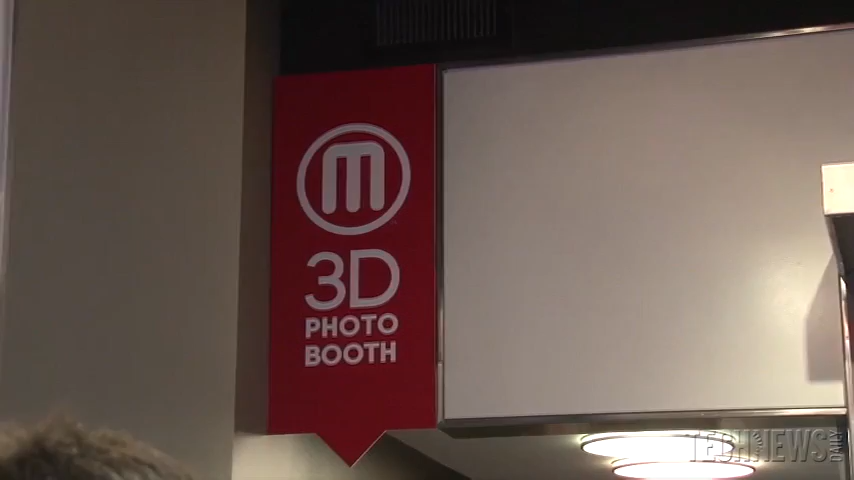 M
3D
PHOTO
BOOTH
TECHNEWS
DAILY